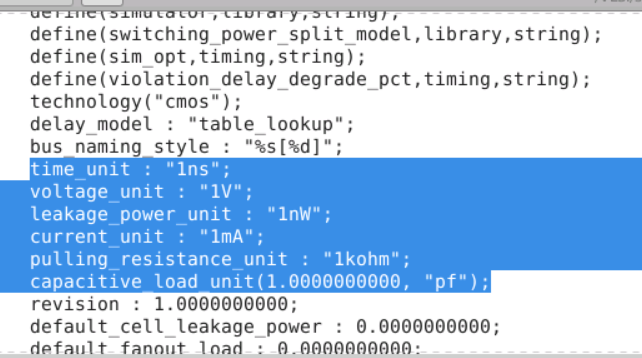 define(simulator,library,string);
define(switching_power_split_model,library,string);
define(sim_opt,timing,string);
define(violation_delay_degrade_pct,timing,string);
technology("cmos");
delay_model : "table_lookup";
bus_naming_style : "%s[%d]";
time_unit : "1ns";
voltage_unit : "1V";
leakage_power_unit : "1nW";
current_unit : "1mA";
pulling_resistance_unit : "1kohm";
capacitive_load_unit(1.0000000000, "pf");
revision : 1.0000000000;
default_cell_leakage_power : 0.0000000000;
default_fanout_load : 0.0000000000;